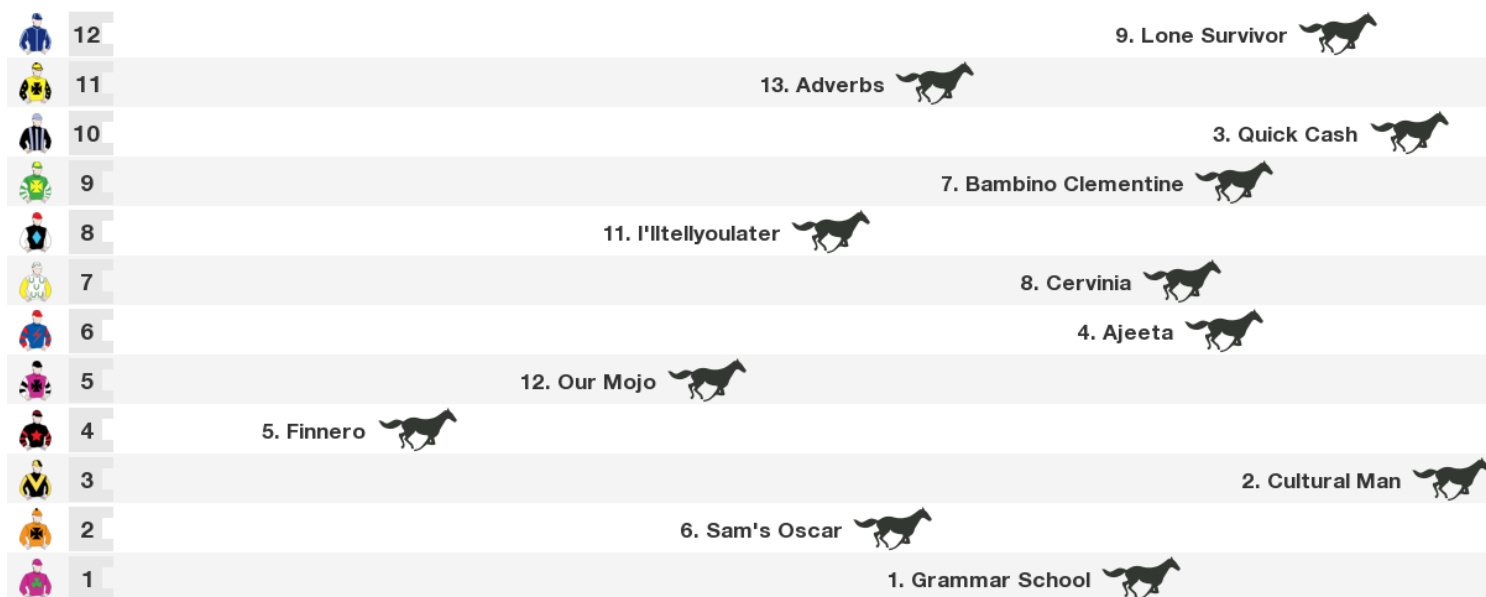 12 9. Lone Survivor
11 13. Adverbs
10 3. Quick Cash
9 7. Bambino Clementine
8 11. I'lltellyoulater
7 8. Cervinia
6 4. Ajeeta
5 12. Our Mojo
4 5. Finnero
3 2. Cultural Man
2 6. Sam's Oscar
1 1. Grammar School